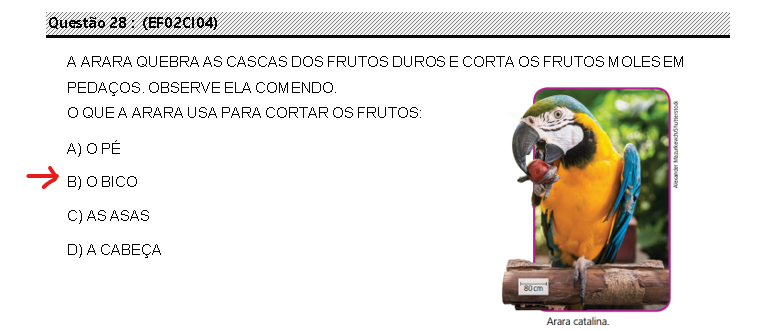 Questão 28 : (EF02CI04)
A ARARA QUEBRA AS CASCAS DOS FRUTOS DUROS E CORTA OS FRUTOS MOLES EM
PEDAÇOS. OBSERVE ELA COMENDO.
O QUE A ARARA USA PARA CORTAR OS FRUTOS:
A) O PÉ
B) O BICO
C) AS ASAS
D) A CABEÇA
Alexander Mazurkevich/Shutterstock
80 cm
Arara catalina.